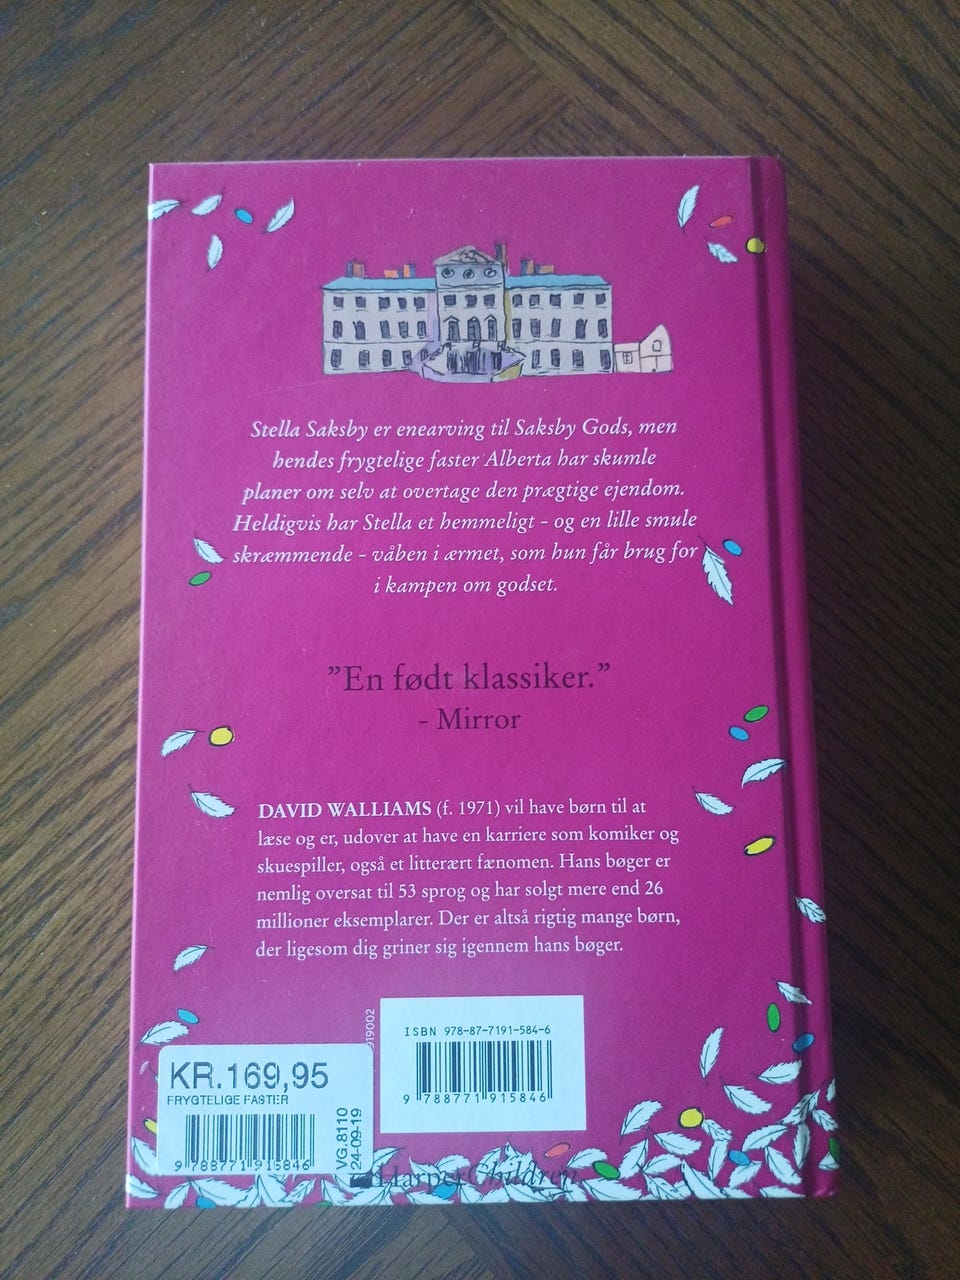 Stella Saksby er enearving til Saksby Gods, men
hendes frygtelige faster Alberta har skumle
planer om selv at overtage den prægtige ejendom.
Heldigvis har Stella et hemmeligt - og en lille smule
skræmmende - våben i ærmet, som hun får brug for
i kampen om godset.
”En født klassiker.”
- Mirror
DAVID WALLIAMS (f. 1971) vil have børn til at
læse og er, udover at have en karriere som komiker og
skuespiller, også et litterært fænomen. Hans bøger er
nemlig oversat til 53 sprog og har solgt mere end 26
millioner eksemplarer. Der er altså rigtig mange børn,
der ligesom dig griner sig igennem hans bøger.
919002
ISBN 978-87-7191-584-6
9 788771 915846
KR.169,95
FRYGTELIGE FASTER
9 788771 915846
VG.8110
24-09-19
HarperChildren